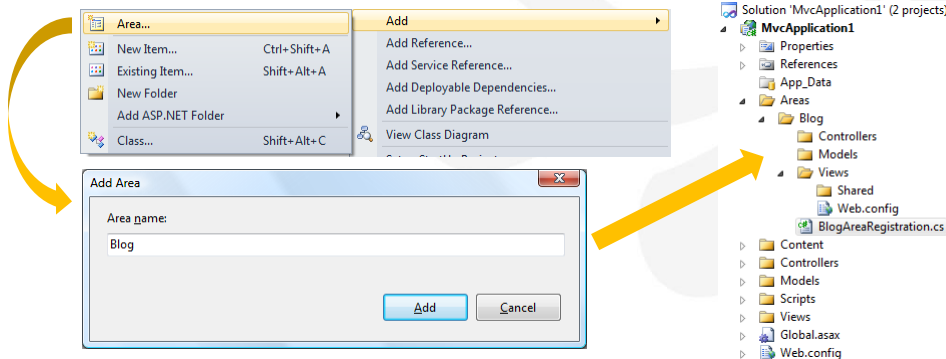 Area...
New Item... Ctrl+Shift+A
Existing Item... Shift+Alt+A
New Folder
Add ASP.NET Folder
Class... Shift+Alt+C
Add
Add Reference...
Add Service Reference...
Add Deployable Dependencies...
Add Library Package Reference...
View Class Diagram
Add Area
Area name:
Blog
Add
Cancel
Solution 'MvcApplication1' (2 projects)
MvcApplication1
Properties
References
App_Data
Areas
Blog
Controllers
Models
Views
Shared
Web.config
BlogAreaRegistration.cs
Content
Controllers
Models
Scripts
Views
Global.asax
Web.config